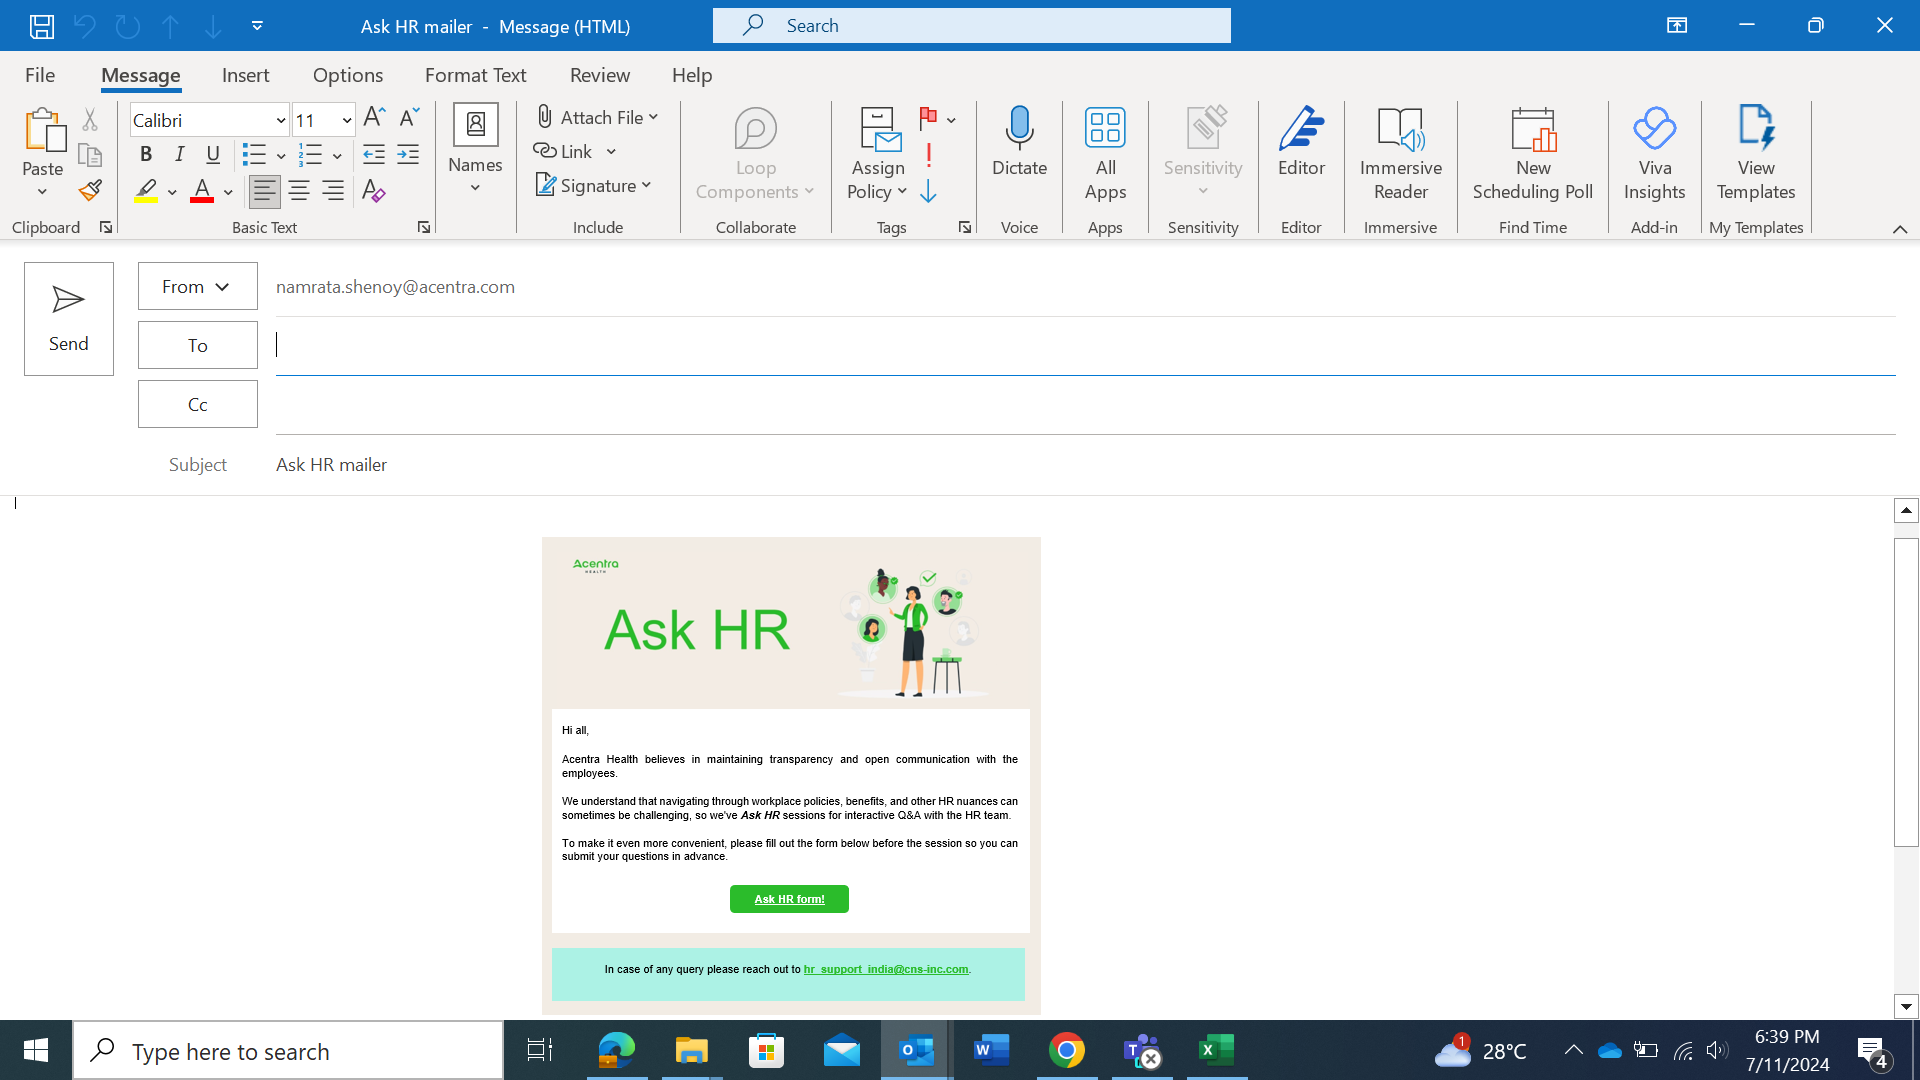 Ask HR mailer - Message (HTML)
Search
File Message Insert Options Format Text Review Help
Calibri 11
Paste
B I U
Names
Attach File
Link
Signature
Loop Components
Assign Policy
Dictate
All Apps
Sensitivity
Editor
Immersive Reader
New Scheduling Poll
Viva Insights
View Templates
Clipboard Basic Text Include Collaborate Tags Voice Apps Sensitivity Editor Immersive Find Time Add-in My Templates
Send
From namrata.shenoy@acentra.com
To
Cc
Subject Ask HR mailer
Acentra
HEALTH
Ask HR
Hi all,
Acentra Health believes in maintaining transparency and open communication with the
employees.
We understand that navigating through workplace policies, benefits, and other HR nuances can
sometimes be challenging, so we've Ask HR sessions for interactive Q&A with the HR team.
To make it even more convenient, please fill out the form below before the session so you can
submit your questions in advance.
Ask HR form!
In case of any query please reach out to hr_support_india@cns-inc.com.
Type here to search
1
28°C
6:39 PM
7/11/2024
4